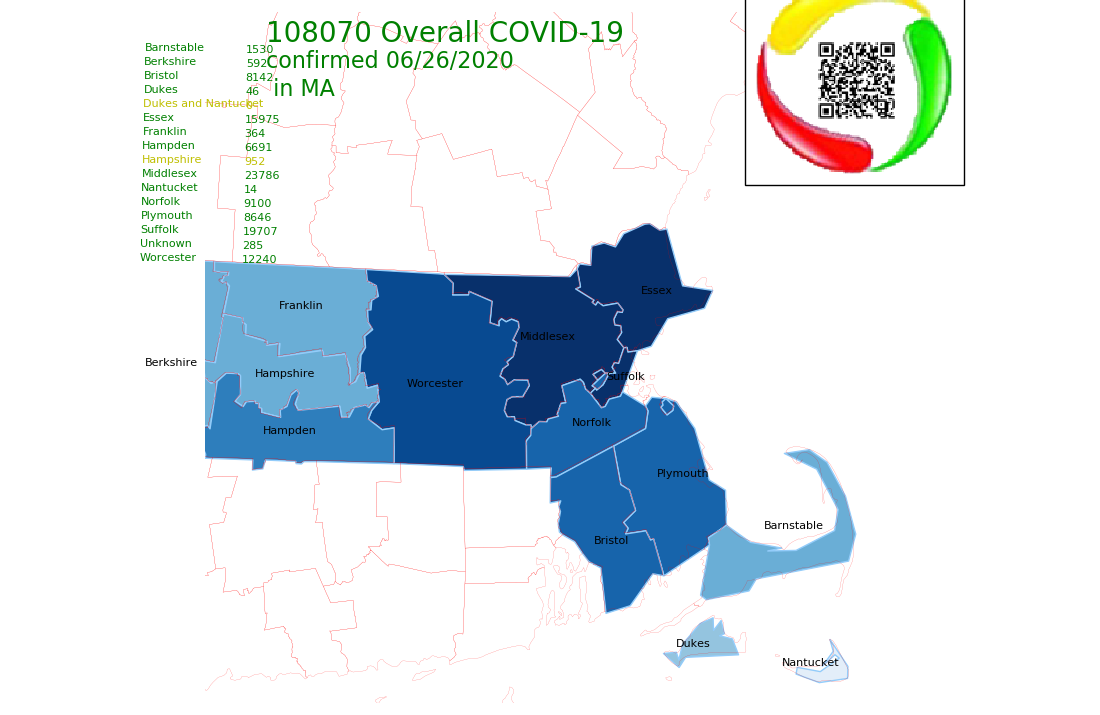 108070 Overall COVID-19
confirmed 06/26/2020
in MA
Barnstable 1530
Berkshire 592
Bristol 8142
Dukes 46
Dukes and Nantucket
Essex 15975
Franklin 364
Hampden 6691
Hampshire 952
Middlesex 23786
Nantucket 14
Norfolk 9100
Plymouth 8646
Suffolk 19707
Unknown 285
Worcester 12240
Essex
Franklin
Middlesex
Berkshire
Hampshire
Suffolk
Worcester
Norfolk
Hampden
Plymouth
Barnstable
Bristol
Dukes
Nantucket